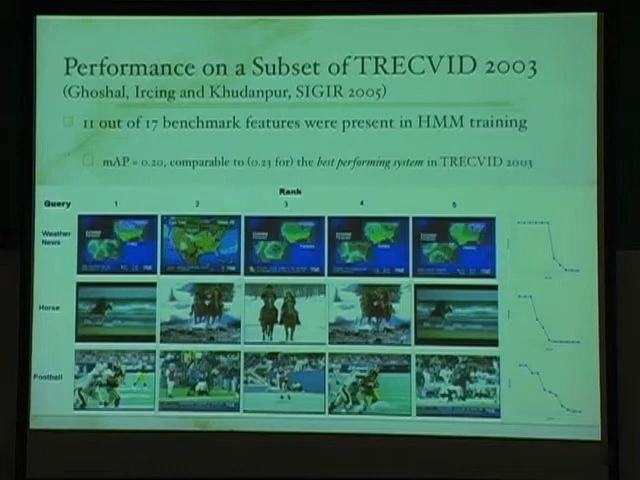 Performance on a Subset of TRECVID 2003
(Ghoshal, Ircing and Khudanpur, SIGIR 2005)
11 out of 17 benchmark features were present in HMM training
mAP = 0.20, comparable to (0.23 for) the best performing system in TRECVID 2003
Rank
Query 1 2 3 4 5
Weather
News
Horse
Football